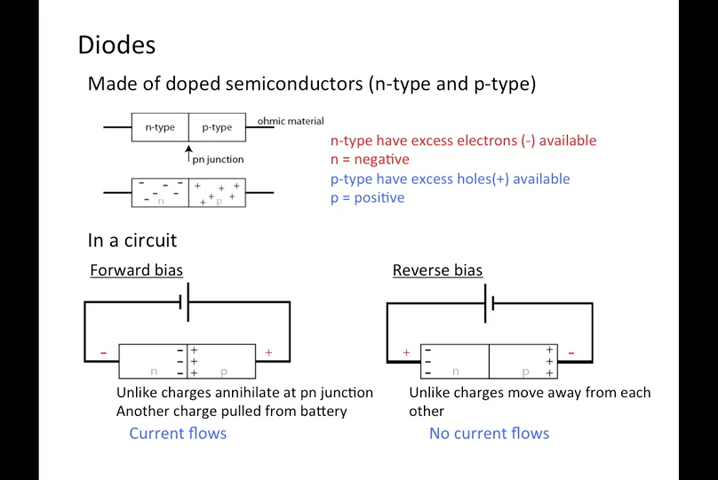 Diodes
Made of doped semiconductors (n-type and p-type)
n-type p-type ohmic material
pn junction
n-type have excess electrons (-) available
n = negative
p-type have excess holes(+) available
p = positive
- - - - - - - n + + + + + + + p
In a circuit
Forward bias
Reverse bias
- n - - - + + + p +
+ - - - n p + + + -
Unlike charges annihilate at pn junction
Another charge pulled from battery
Current flows
Unlike charges move away from each
other
No current flows